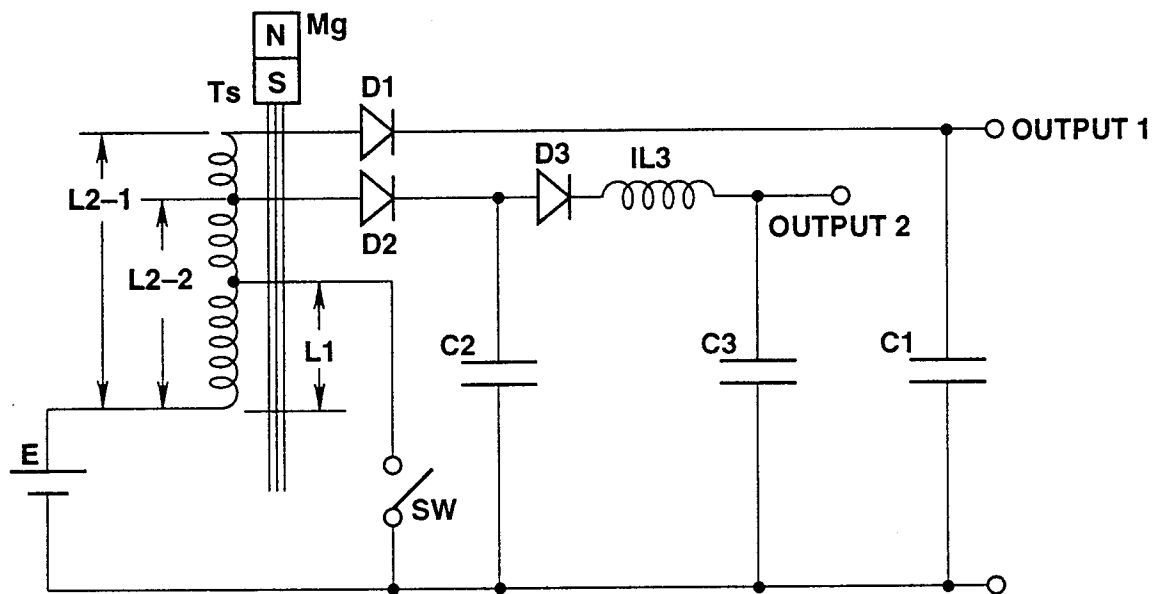 N
Mg
S
Ts
D1
OUTPUT 1
D3
IL3
L2–1
D2
OUTPUT 2
L2–2
L1
C2
C3
C1
E
SW